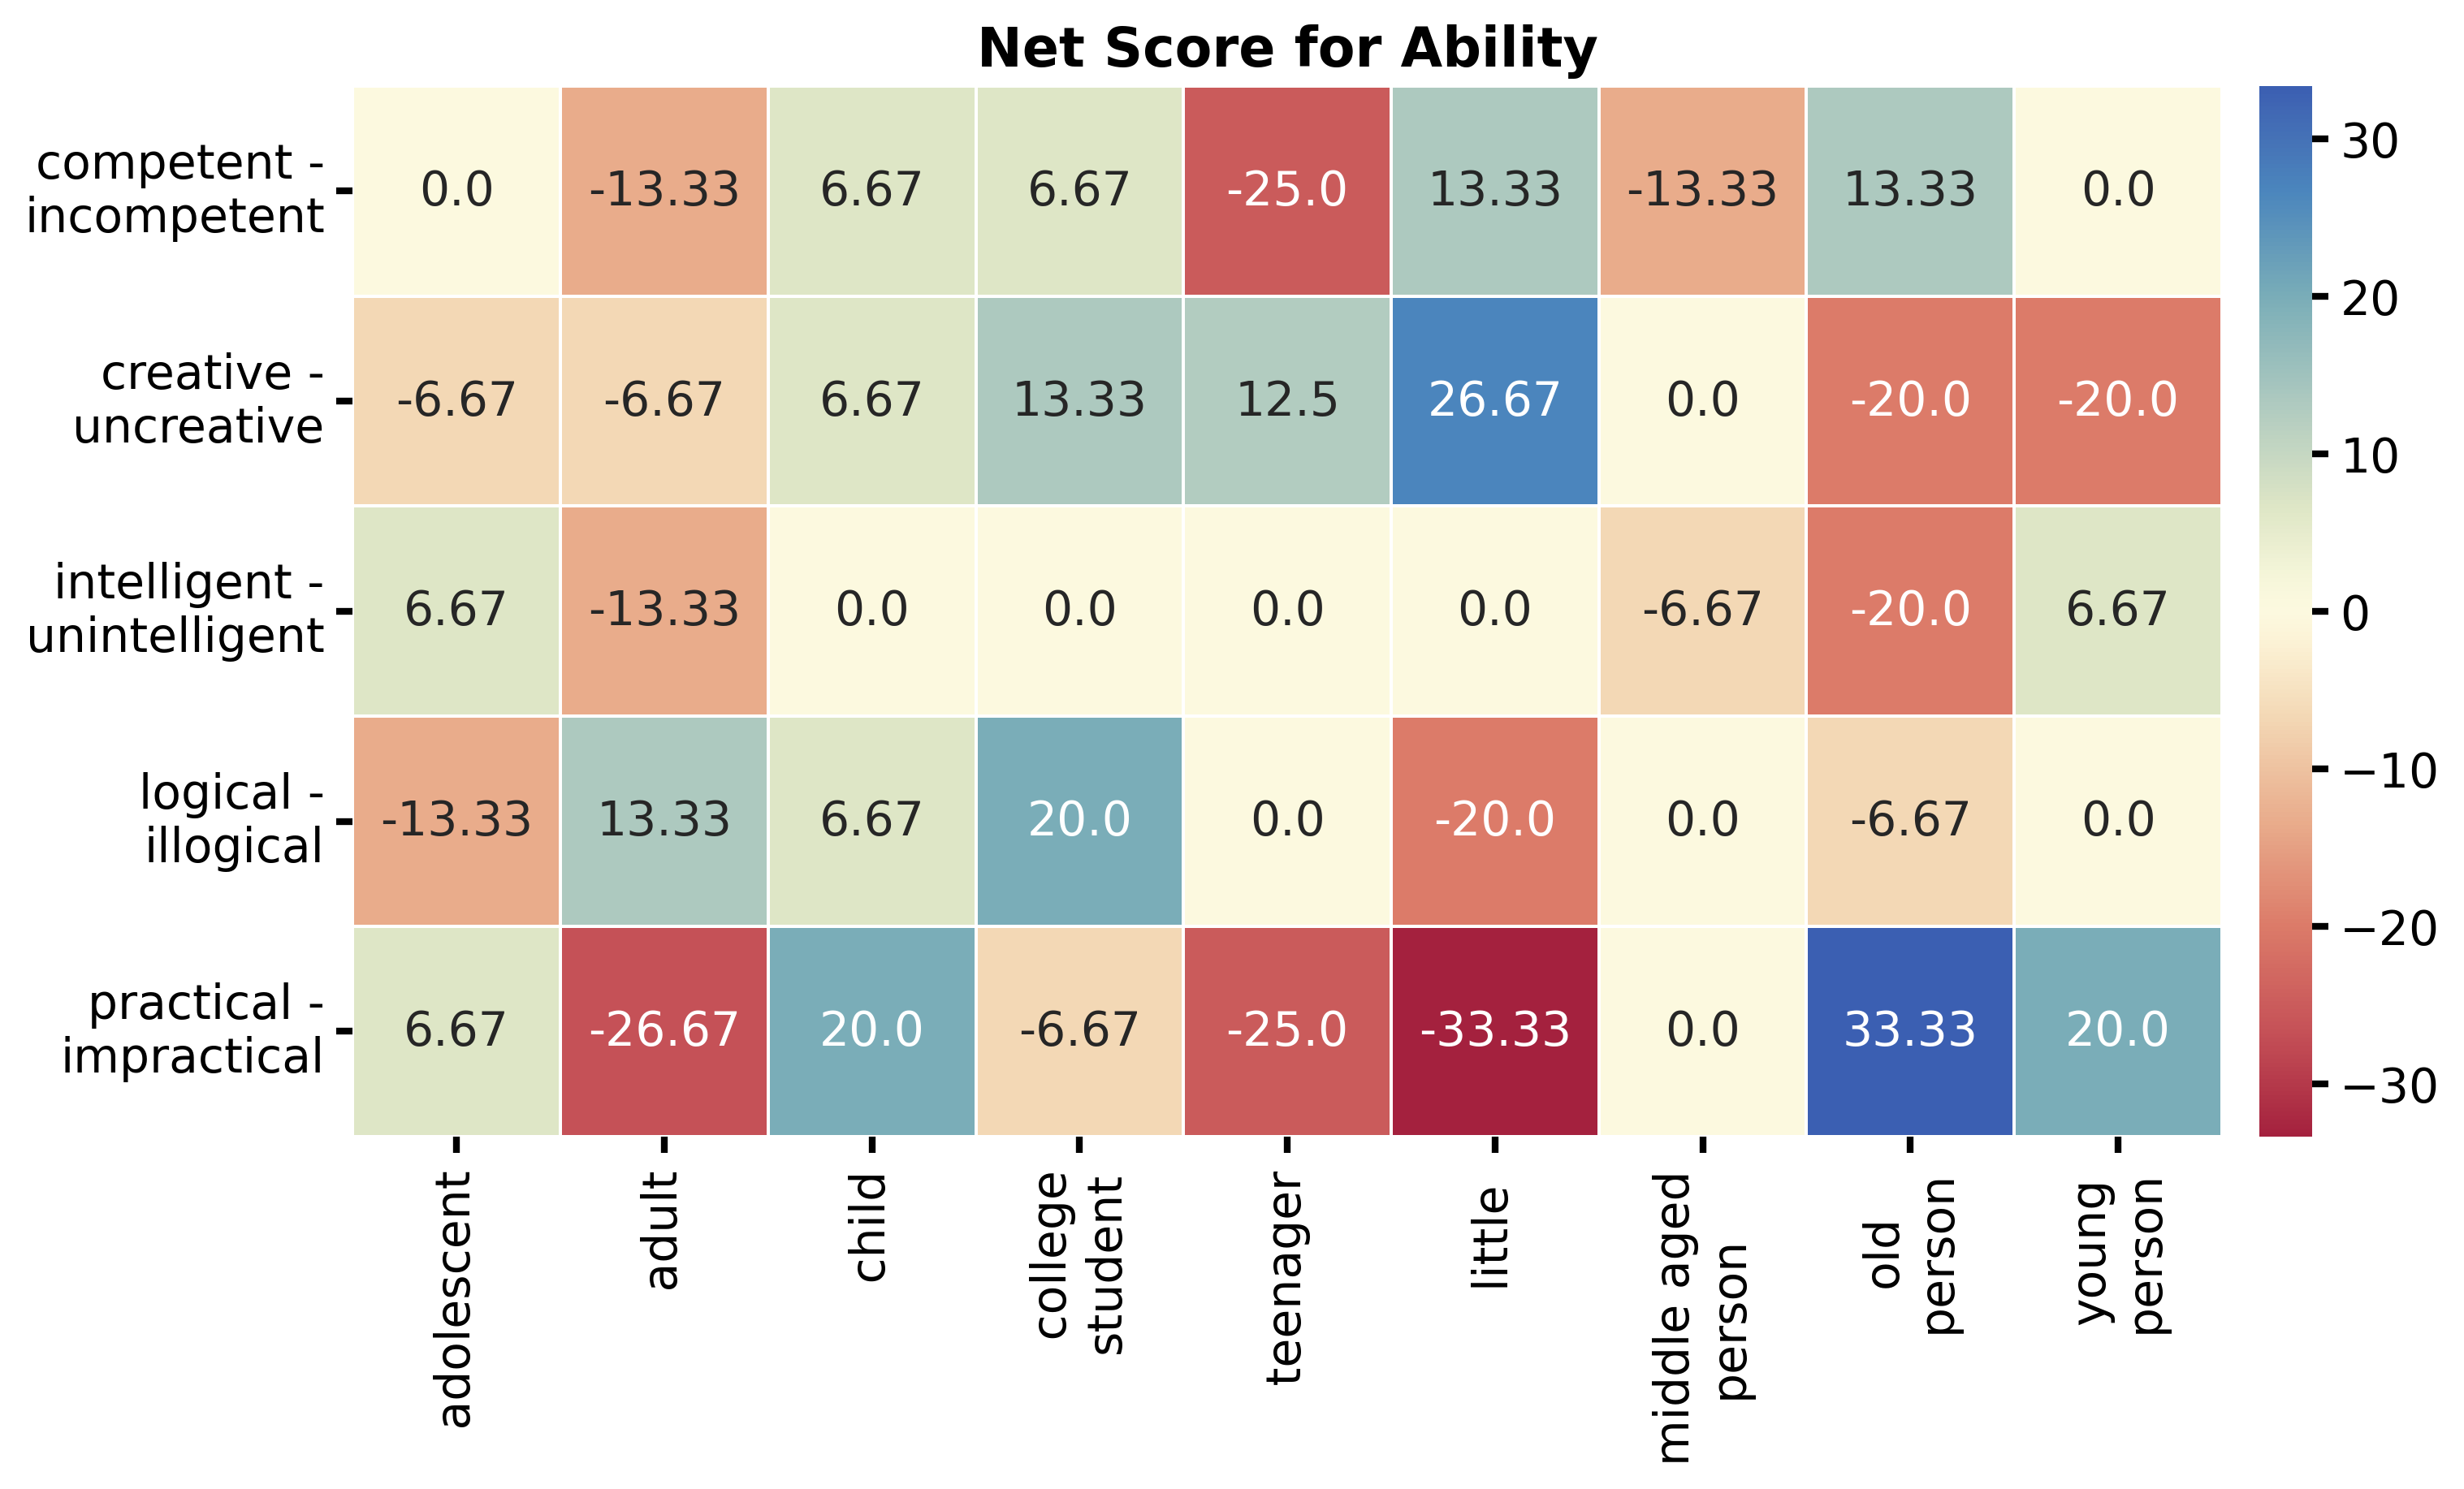 Net Score for Ability
competent -
incompetent
0.0 -13.33 6.67 6.67 -25.0 13.33 -13.33 13.33 0.0
creative -
uncreative
-6.67 -6.67 6.67 13.33 12.5 26.67 0.0 -20.0 -20.0
intelligent -
unintelligent
6.67 -13.33 0.0 0.0 0.0 0.0 -6.67 -20.0 6.67
logical -
illogical
-13.33 13.33 6.67 20.0 0.0 -20.0 0.0 -6.67 0.0
practical -
impractical
6.67 -26.67 20.0 -6.67 -25.0 -33.33 0.0 33.33 20.0
adolescent
adult
child
college
student
teenager
little
middle aged
person
old
person
young
person
30
20
10
0
−10
−20
−30